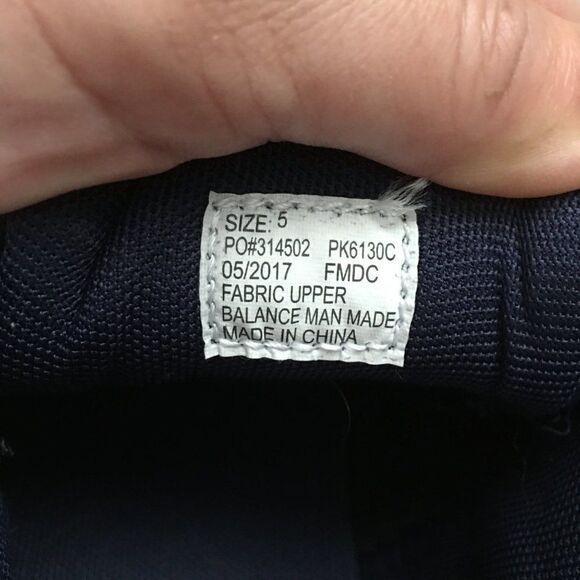 SIZE: 5
PO#314502 PK6130C
05/2017 FMDC
FABRIC UPPER
BALANCE MAN MADE
MADE IN CHINA